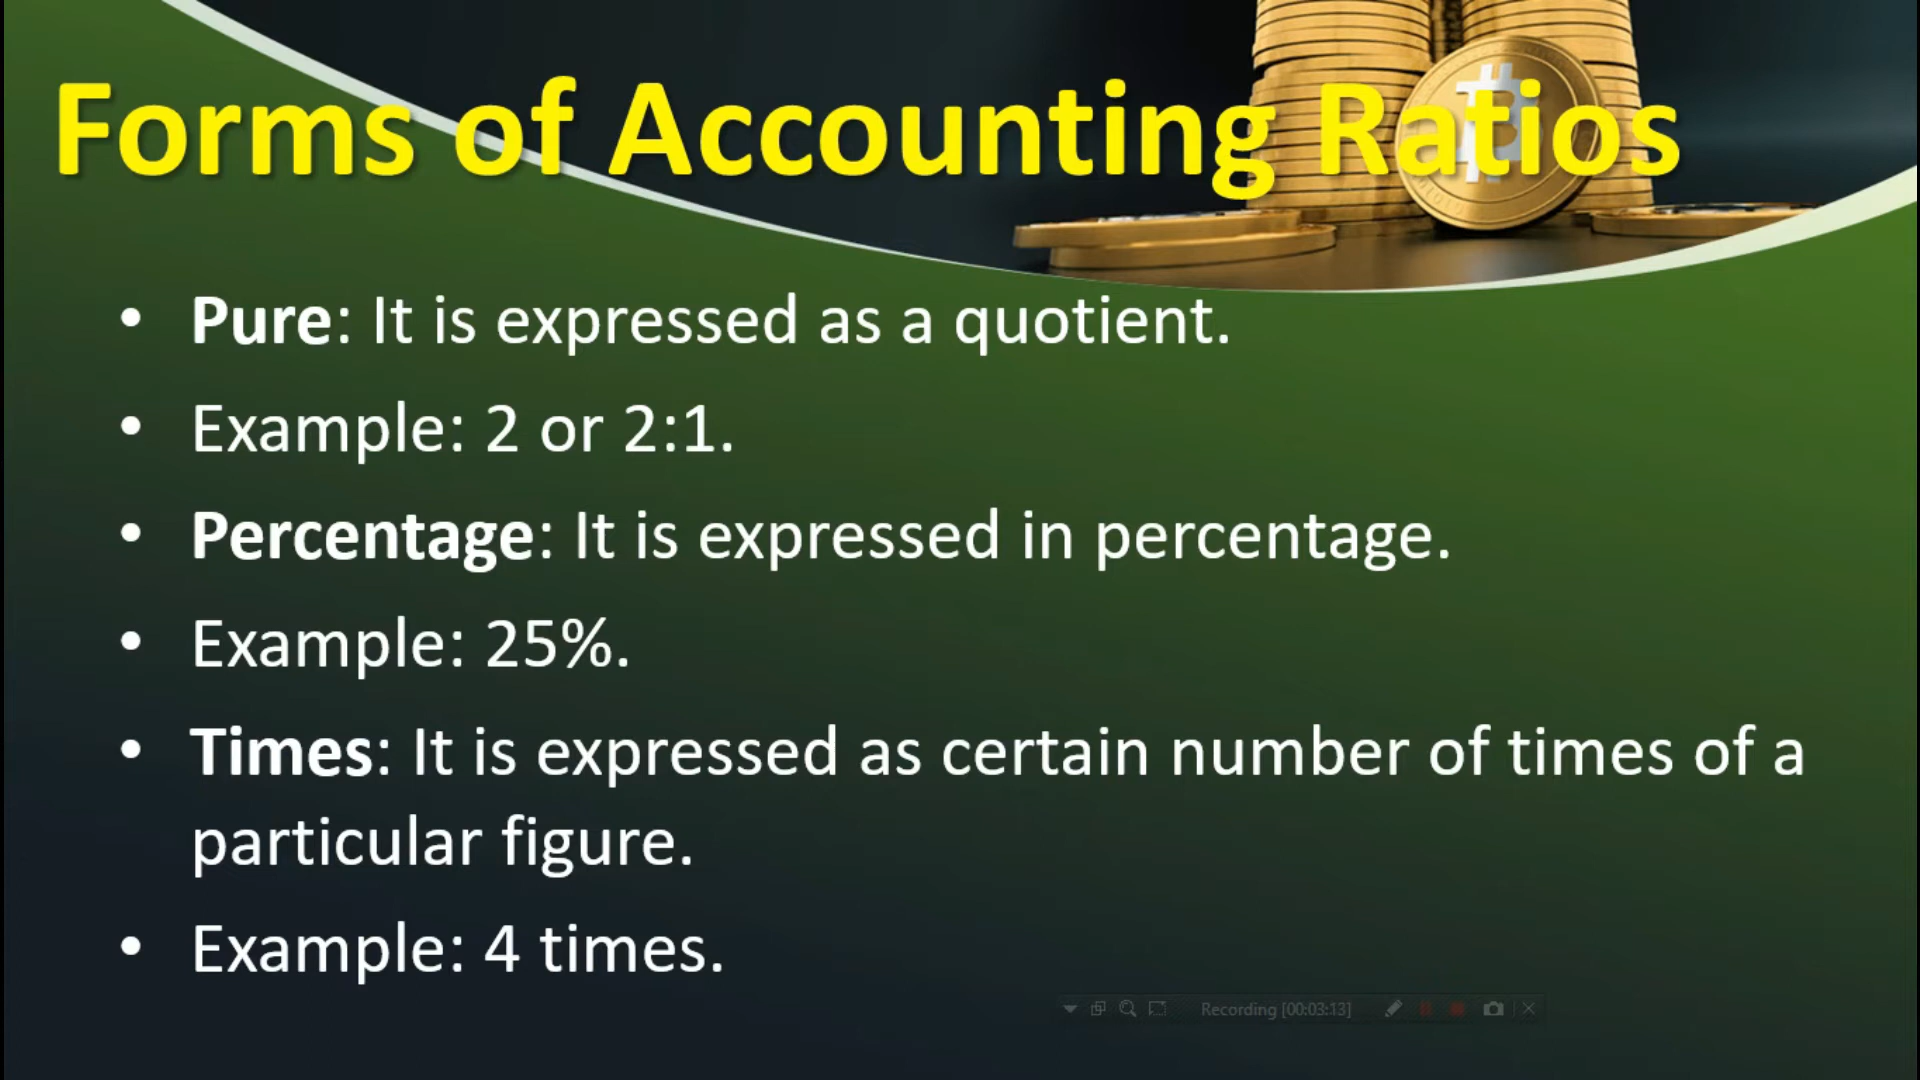 Forms of Accounting Ratios
• Pure: It is expressed as a quotient.
• Example: 2 or 2:1.
• Percentage: It is expressed in percentage.
• Example: 25%.
• Times: It is expressed as certain number of times of a
particular figure.
• Example: 4 times.
Recording [00:03:13]